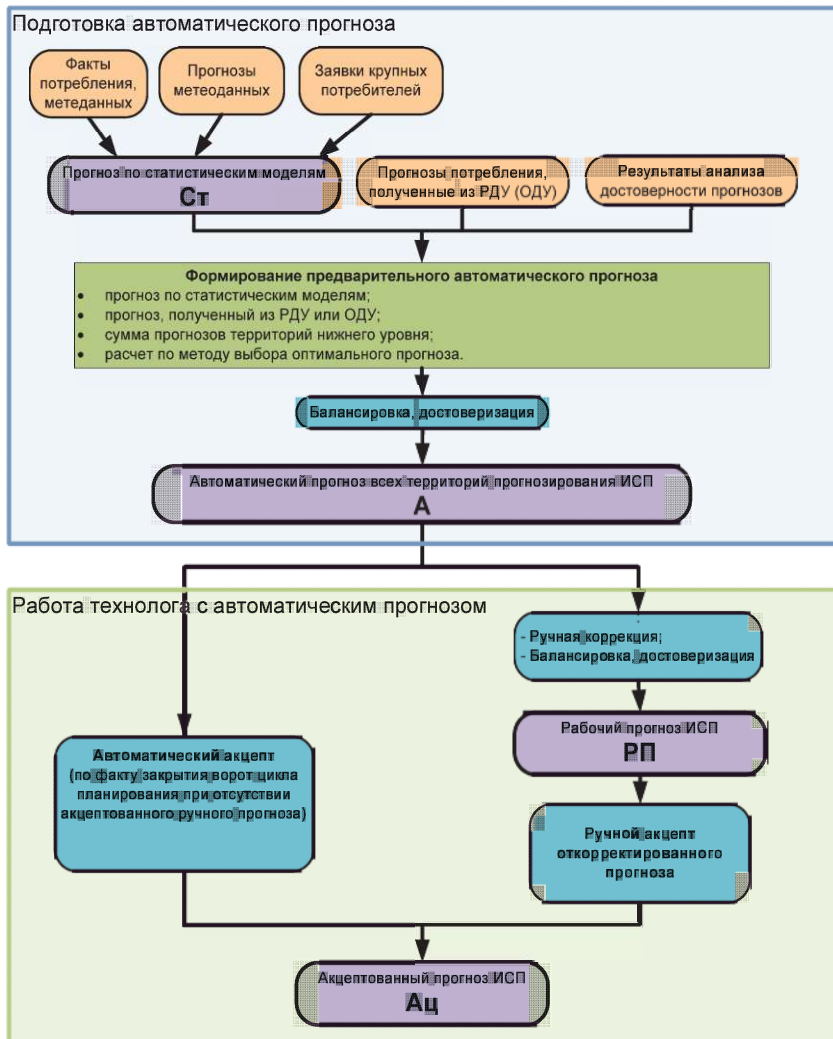 Подготовка автоматического прогноза
Факты
потребления,
метеданных
Прогнозы
метеоданных
Заявки крупных
потребителей
Прогноз по статистическим моделям
Ст
Прогнозы потребления,
полученные из РДУ (ОДУ)
Результаты анализа
достоверности прогнозов
Формирование предварительного автоматического прогноза
• прогноз по статистическим моделям;
• прогноз, полученный из РДУ или ОДУ;
• сумма прогнозов территорий нижнего уровня;
• расчет по методу выбора оптимального прогноза.
Балансировка, достоверизация
Автоматический прогноз всех территорий прогнозирования ИСП
А
Работа технолога с автоматическим прогнозом
- Ручная коррекция;
- Балансировка, достоверизация
Рабочий прогноз ИСП
РП
Автоматический акцепт
(по факту закрытия ворот цикла
планирования при отсутствии
акцептованного ручного прогноза)
Ручной акцепт
откорректированного
прогноза
Акцептованный прогноз ИСП
Ац